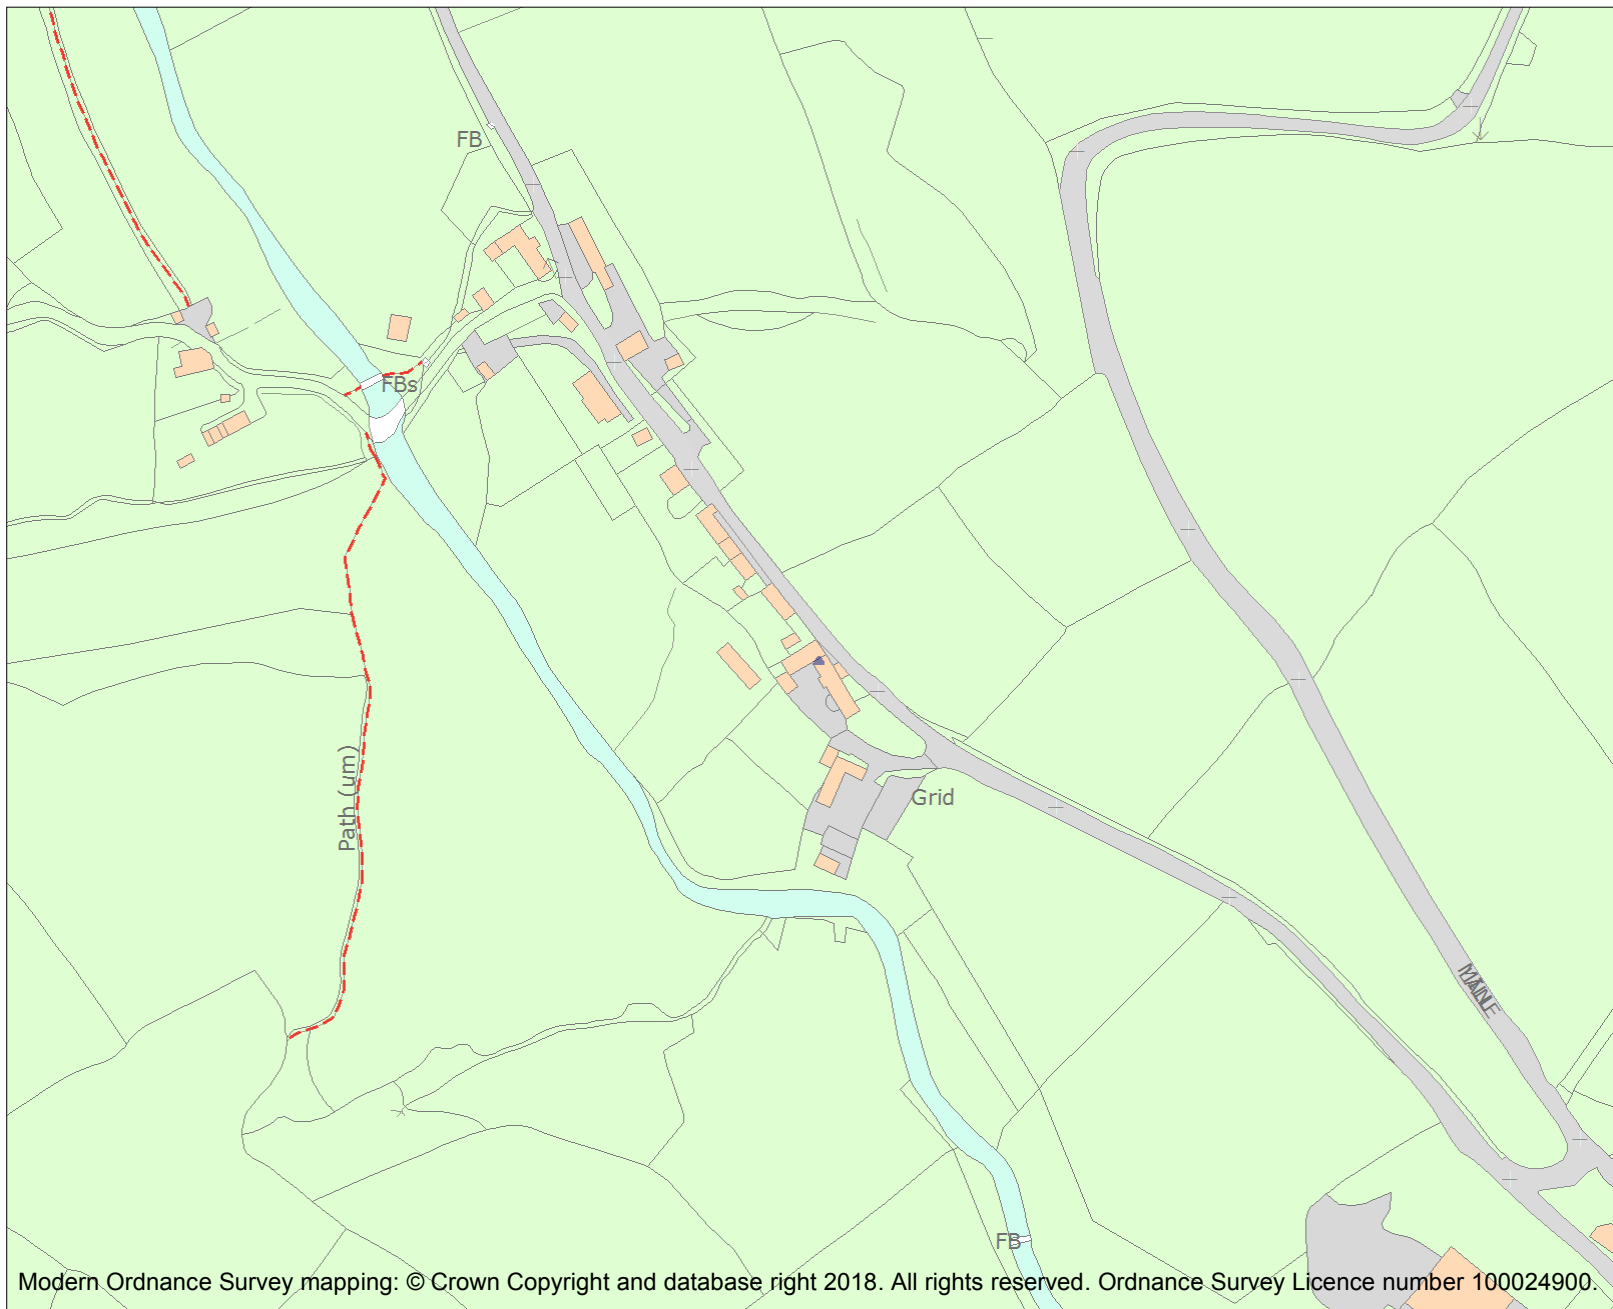 FB
FBs
Path (um)
Grid
MAINE
FB
Modern Ordnance Survey mapping: © Crown Copyright and database right 2018. All rights reserved. Ordnance Survey Licence number 100024900.